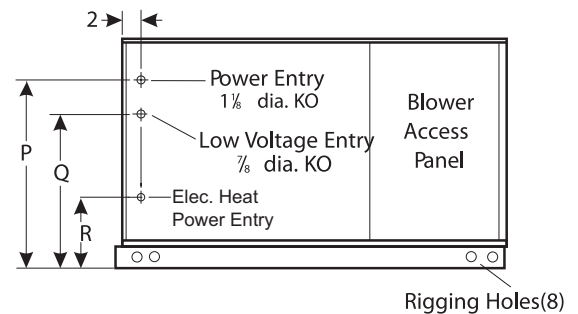 2
Power Entry
1⅛ dia. KO
Blower
Access
Panel
Low Voltage Entry
⅞ dia. KO
P
Q
Elec. Heat
Power Entry
R
Rigging Holes(8)